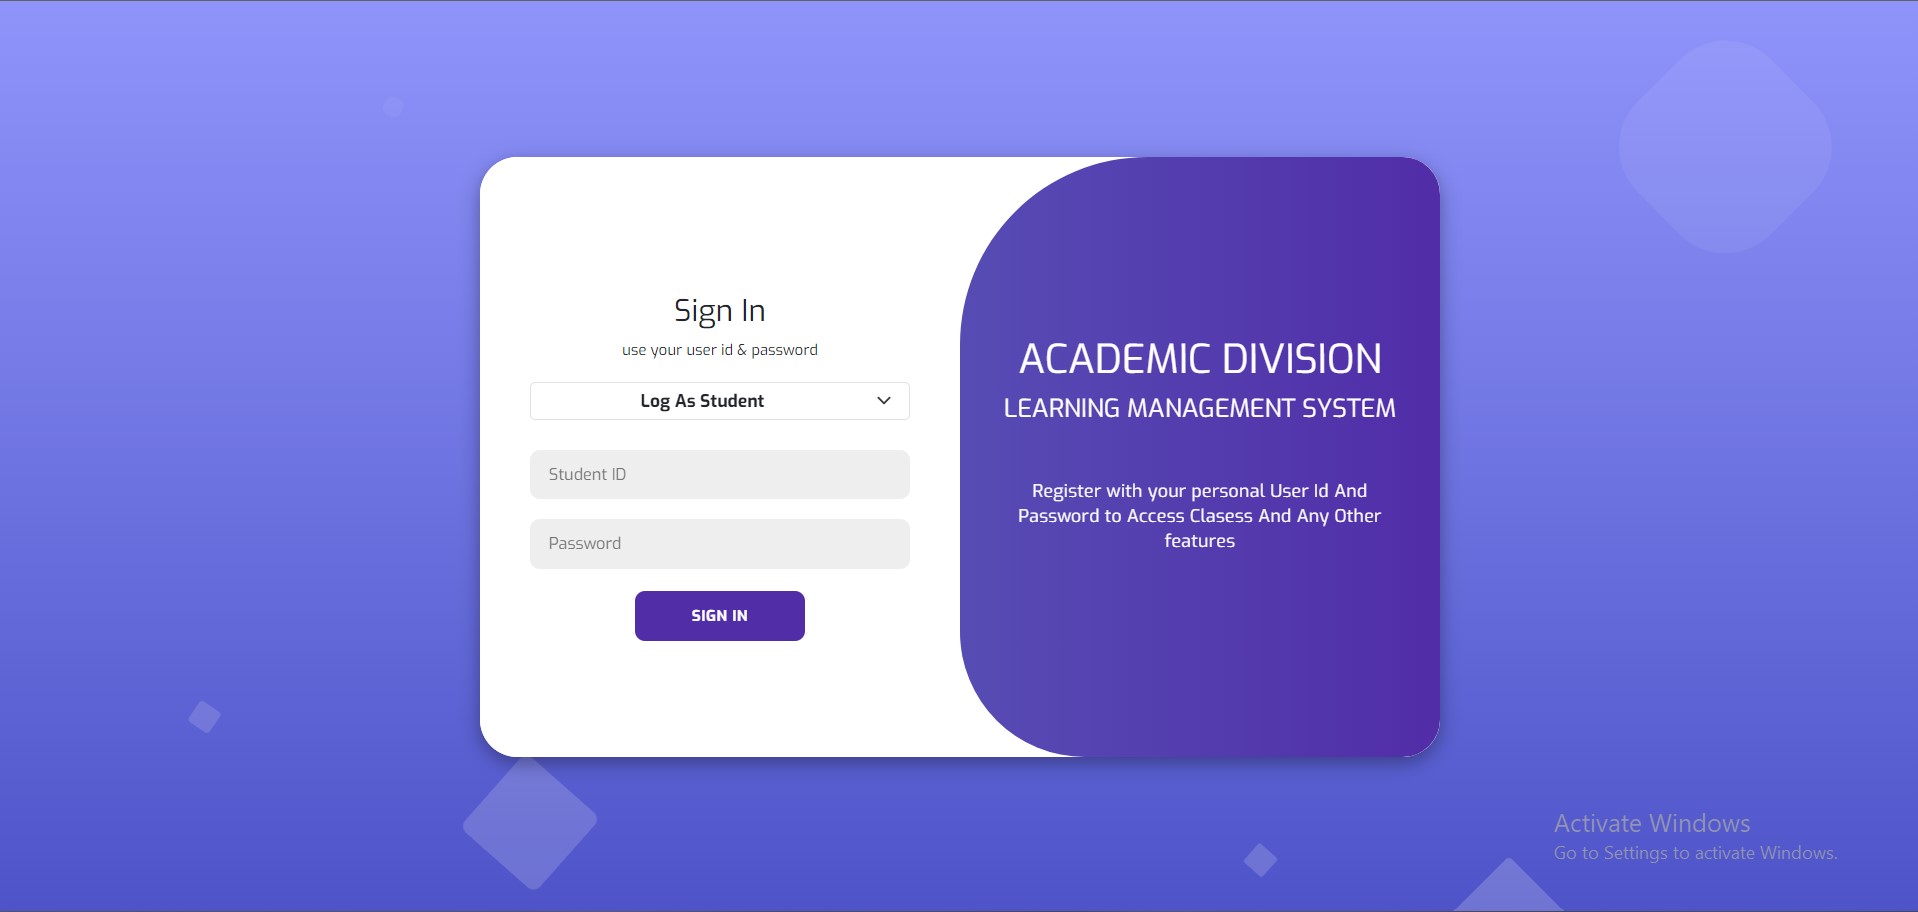 Sign In
use your user id & password
Log As Student
Student ID
Password
SIGN IN
ACADEMIC DIVISION
LEARNING MANAGEMENT SYSTEM
Register with your personal User Id And
Password to Access Clasess And Any Other
features
Activate Windows
Go to Settings to activate Windows.